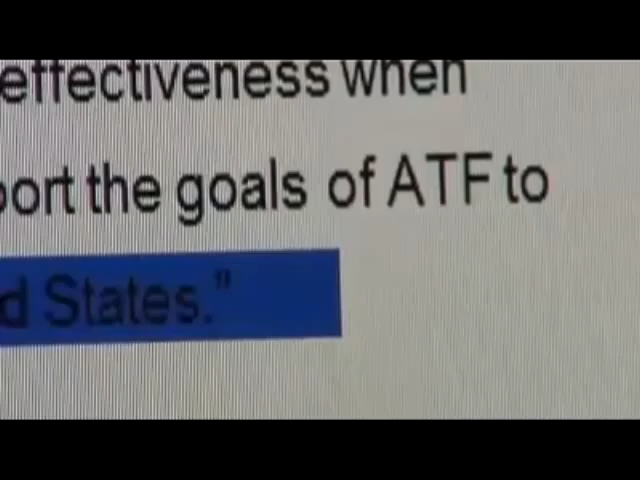 effectiveness when
port the goals of ATF to
d States."